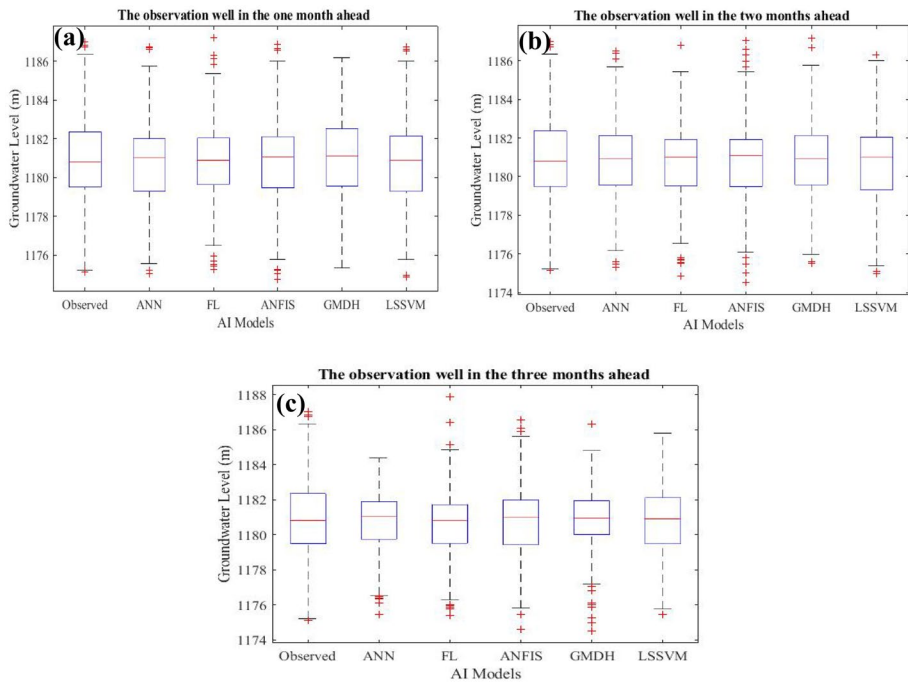 The observation well in the one month ahead
(a)
1186
1184
1182
1180
1178
1176
Groundwater Level (m)
Observed ANN FL ANFIS GMDH LSSVM
AI Models
The observation well in the two months ahead
(b)
1186
1184
1182
1180
1178
1176
1174
Groundwater Level (m)
Observed ANN FL ANFIS GMDH LSSVM
AI Models
The observation well in the three months ahead
(c)
1188
1186
1184
1182
1180
1178
1176
1174
Groundwater Level (m)
Observed ANN FL ANFIS GMDH LSSVM
AI Models